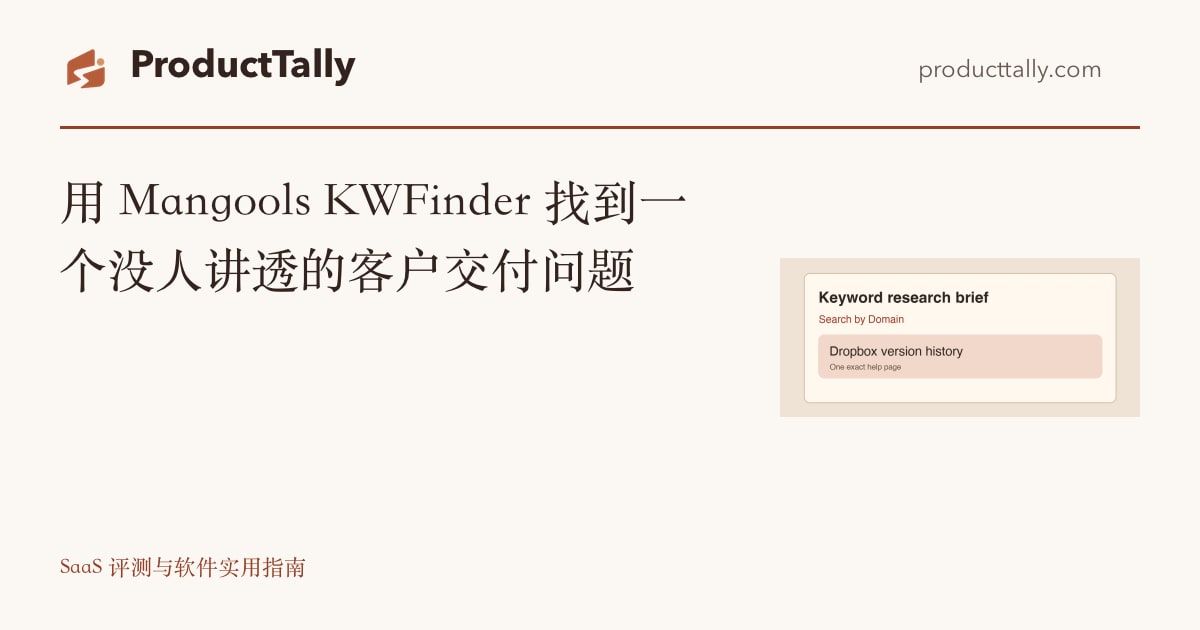 ProductTally
producttally.com
用 Mangools KWFinder 找到一
个没人讲透的客户交付问题
Keyword research brief
Search by Domain
Dropbox version history
One exact help page
SaaS 评测与软件实用指南